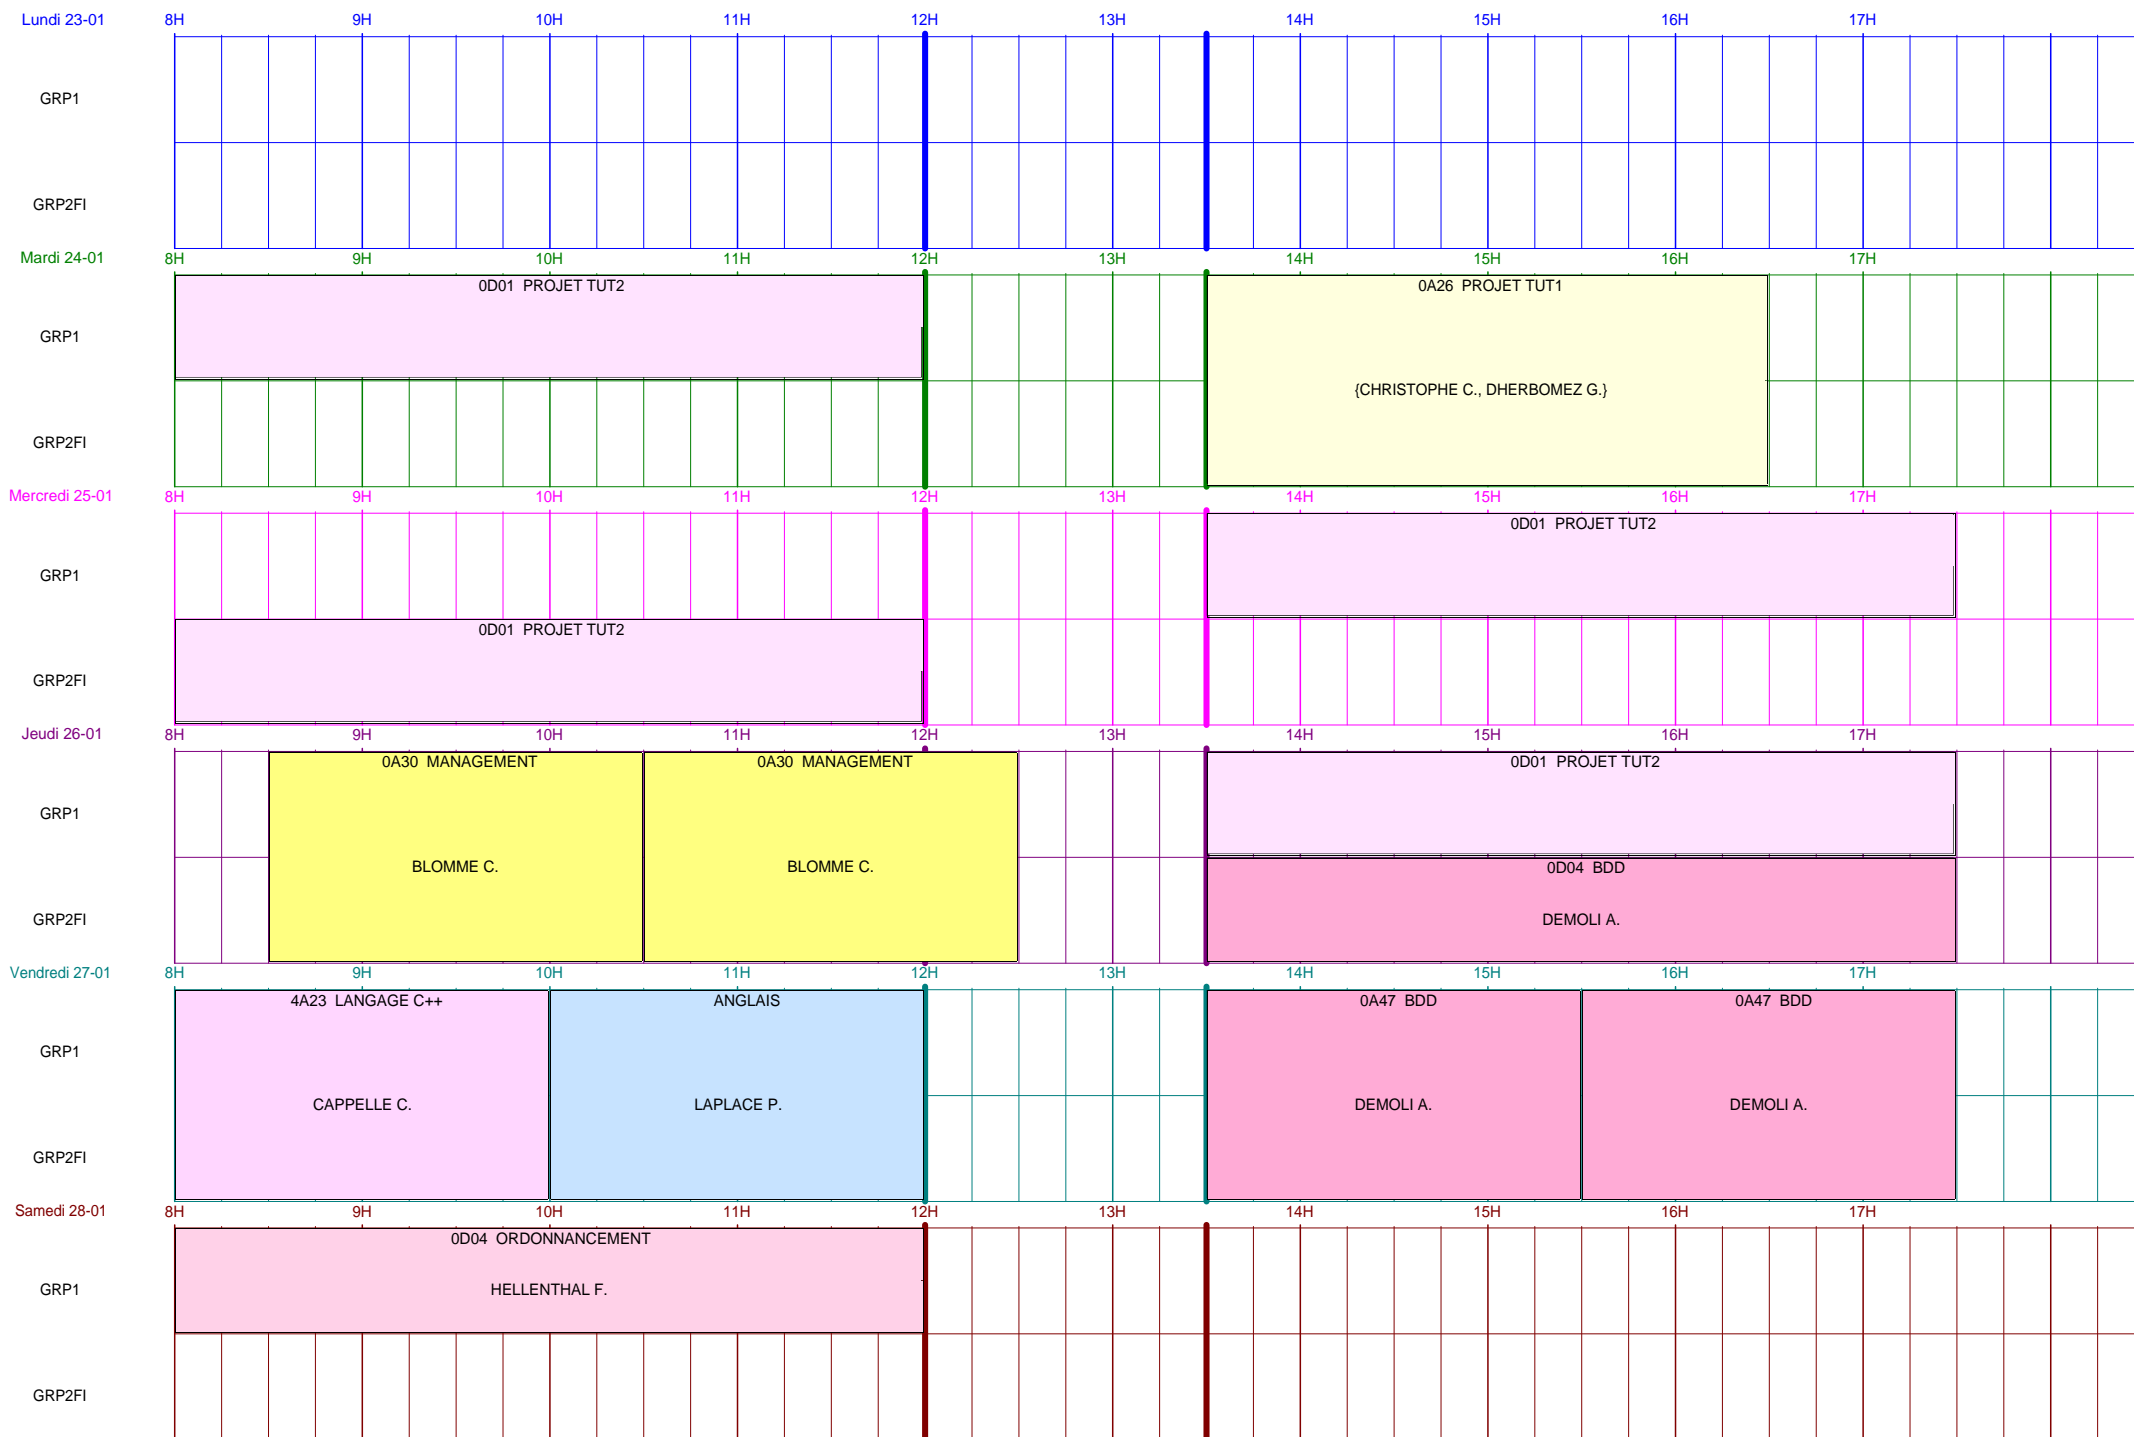 Lundi 23-01 8H 9H 10H 11H 12H 13H 14H 15H 16H 17H
GRP1
GRP2FI
Mardi 24-01 8H 9H 10H 11H 12H 13H 14H 15H 16H 17H
0D01 PROJET TUT2 0A26 PROJET TUT1
GRP1
{CHRISTOPHE C., DHERBOMEZ G.}
GRP2FI
Mercredi 25-01 8H 9H 10H 11H 12H 13H 14H 15H 16H 17H
0D01 PROJET TUT2
GRP1
0D01 PROJET TUT2
GRP2FI
Jeudi 26-01 8H 9H 10H 11H 12H 13H 14H 15H 16H 17H
0A30 MANAGEMENT 0A30 MANAGEMENT 0D01 PROJET TUT2
GRP1
BLOMME C. BLOMME C. 0D04 BDD
GRP2FI DEMOLI A.
Vendredi 27-01 8H 9H 10H 11H 12H 13H 14H 15H 16H 17H
4A23 LANGAGE C++ ANGLAIS 0A47 BDD 0A47 BDD
GRP1
CAPPELLE C. LAPLACE P. DEMOLI A. DEMOLI A.
GRP2FI
Samedi 28-01 8H 9H 10H 11H 12H 13H 14H 15H 16H 17H
0D04 ORDONNANCEMENT
GRP1 HELLENTHAL F.
GRP2FI